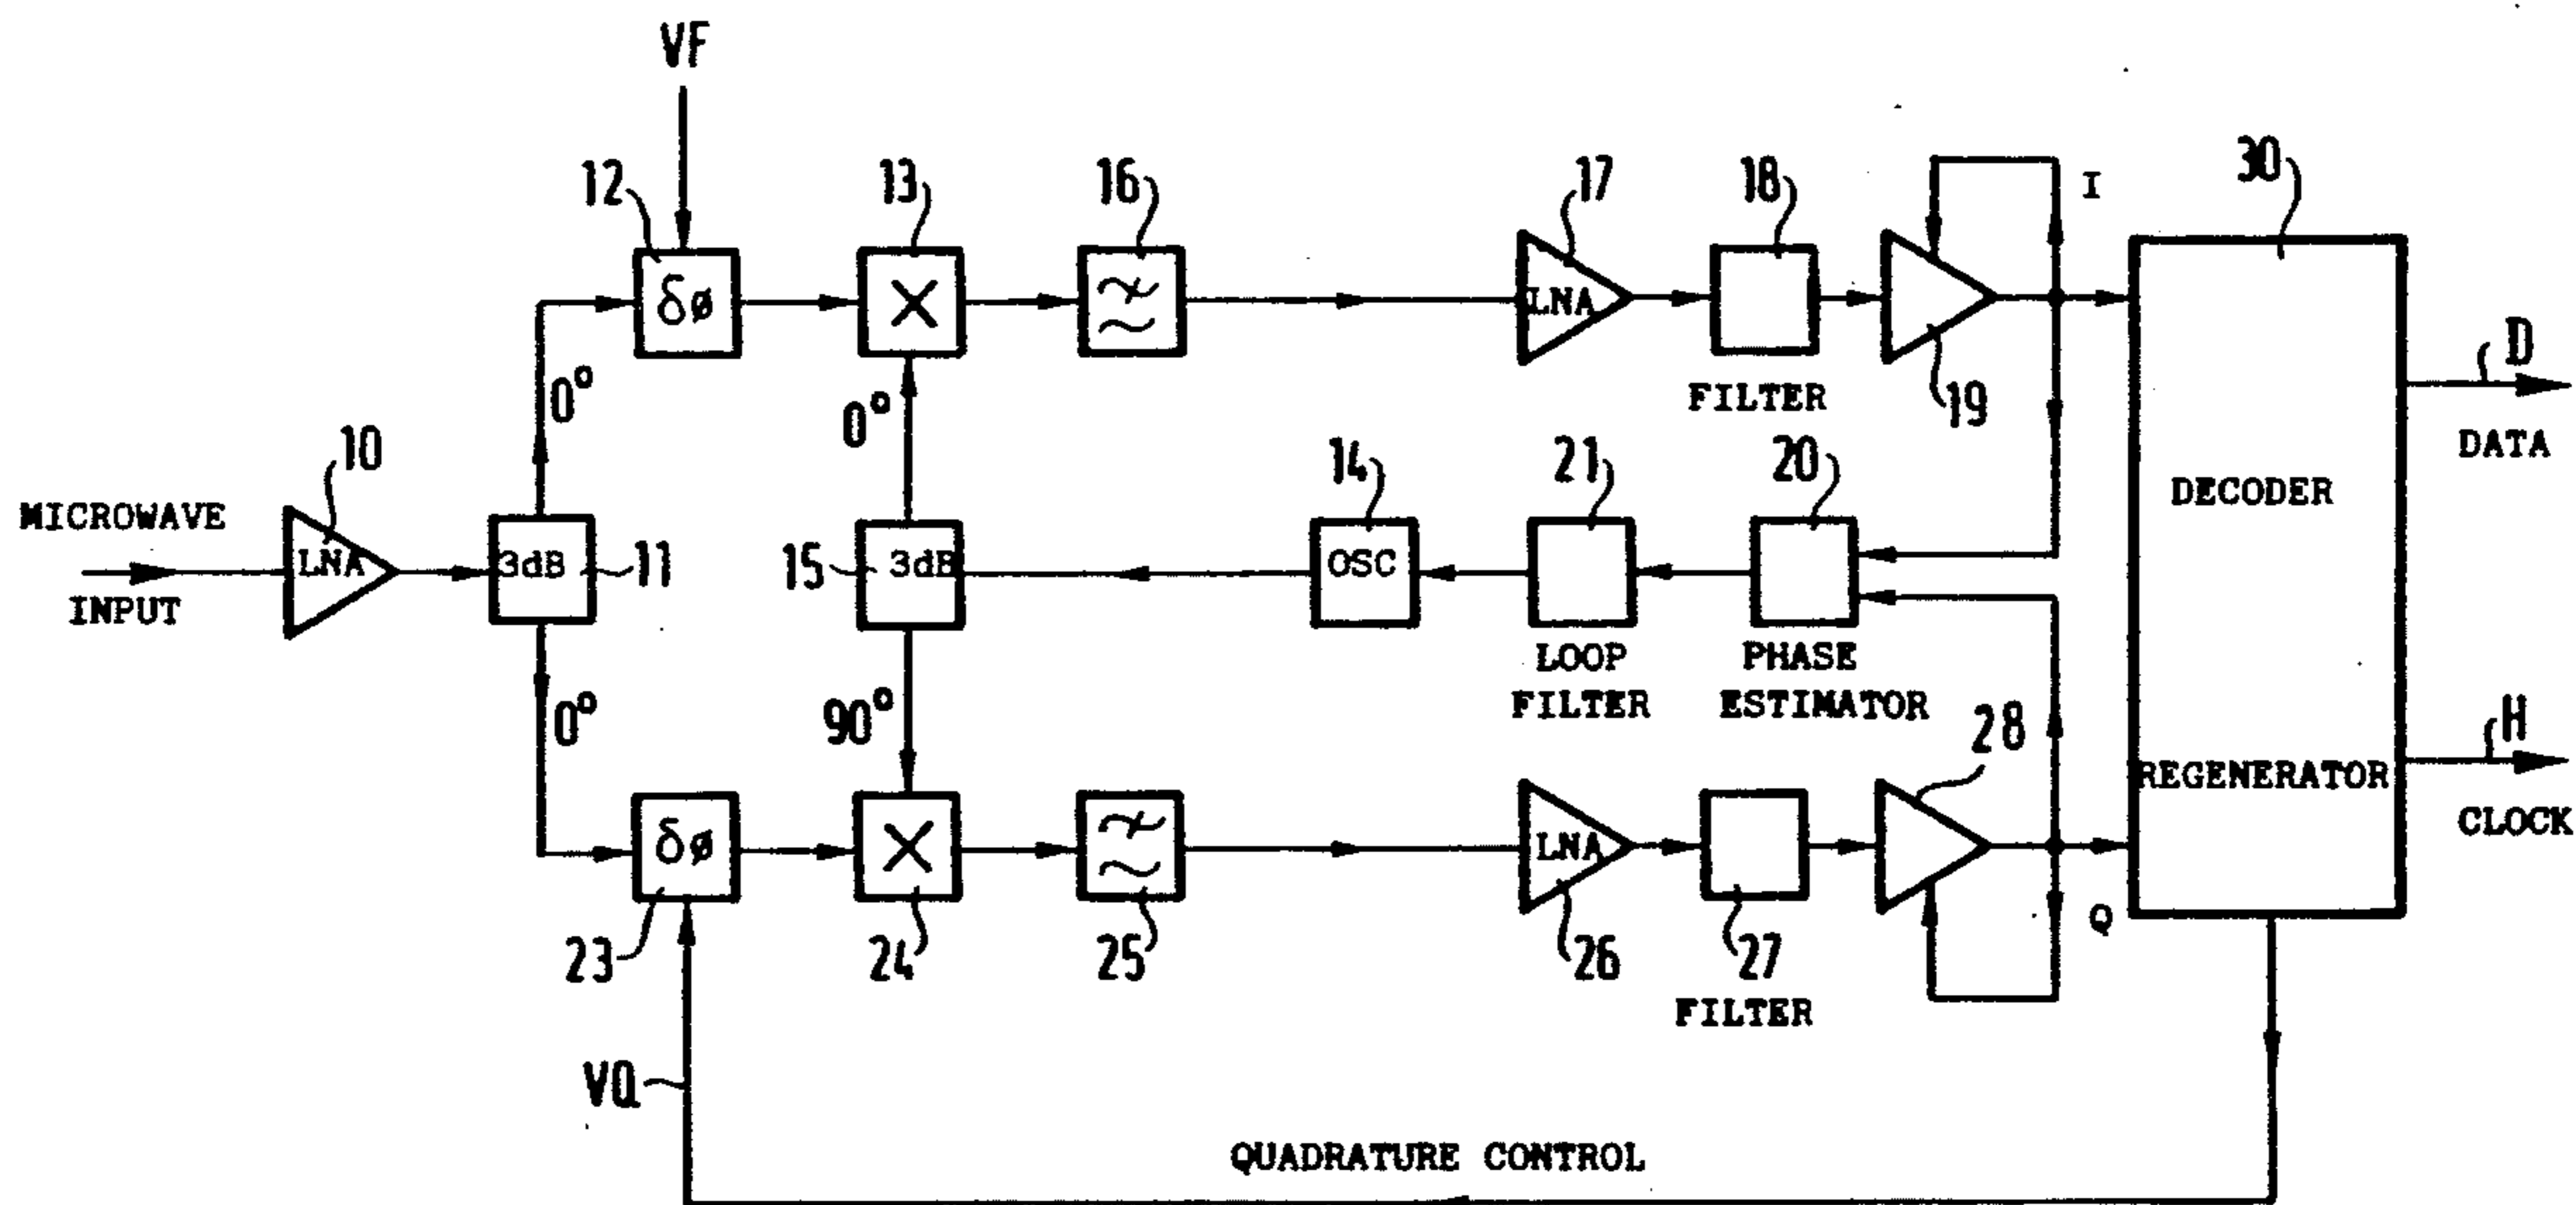 VF
12
13
16
17
18
I
30
δø
X
LNA
0°
0°
FILTER
19
D
DATA
10
14
21
20
MICROWAVE
INPUT
LNA
3dB
11
15
3dB
OSC
DECODER
LOOP
FILTER
PHASE
ESTIMATOR
0°
90°
28
H
CLOCK
REGENERATOR
δø
X
LNA
23
24
25
26
27
FILTER
Q
VQ
QUADRATURE CONTROL